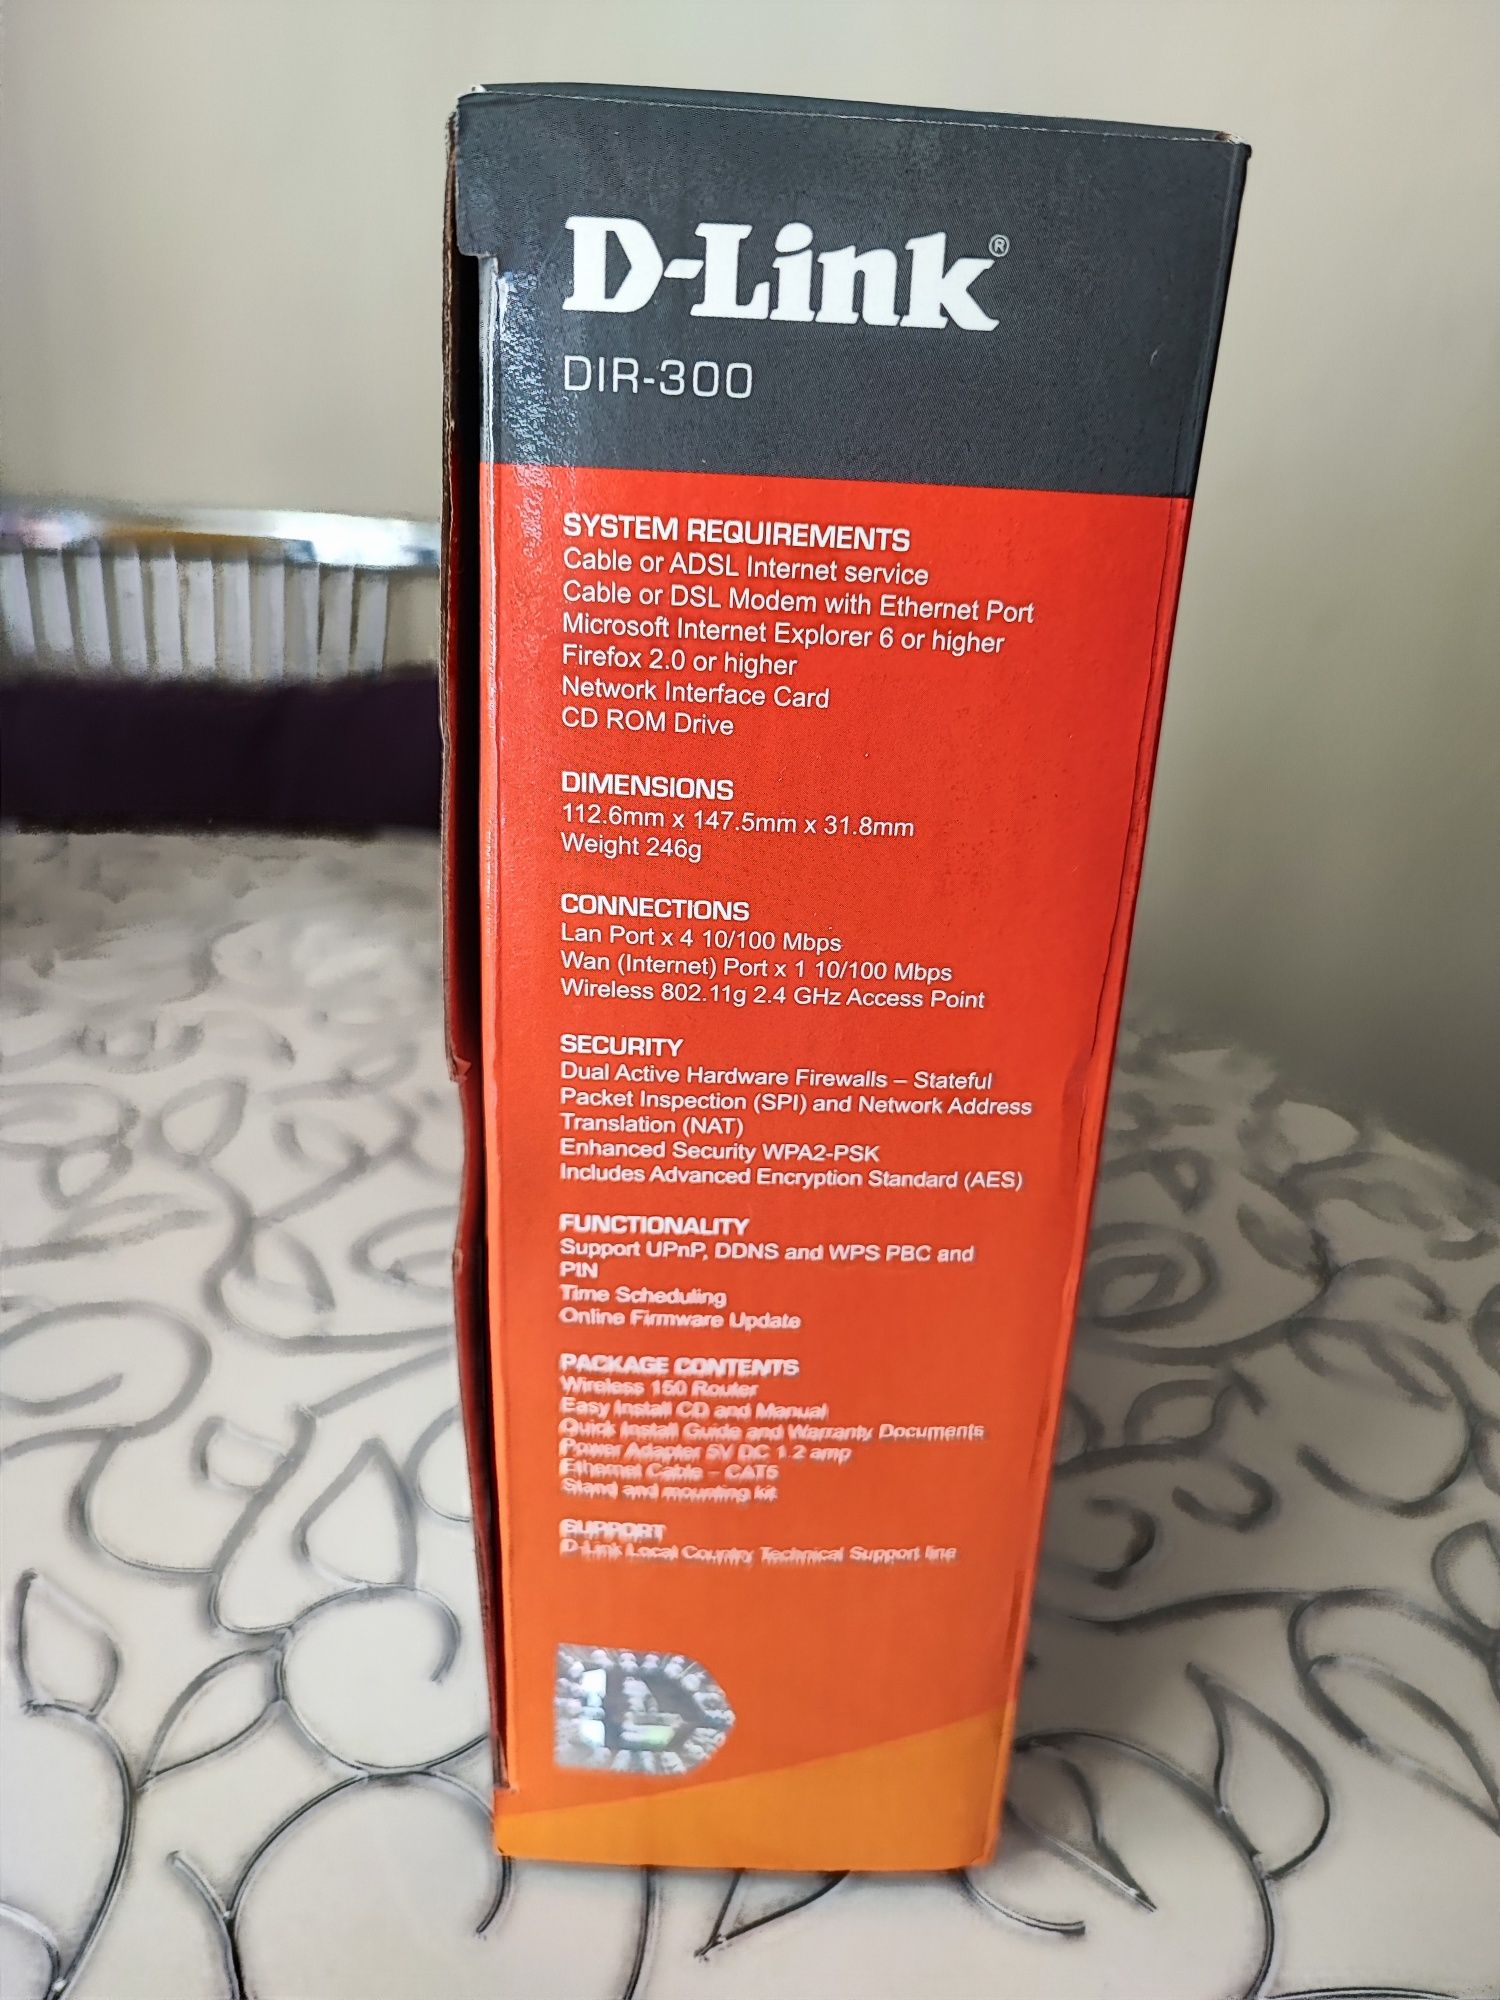 D-Link®
DIR-300
SYSTEM REQUIREMENTS
Cable or ADSL Internet service
Cable or DSL Modem with Ethernet Port
Microsoft Internet Explorer 6 or higher
Firefox 2.0 or higher
Network Interface Card
CD ROM Drive
DIMENSIONS
112.6mm x 147.5mm x 31.8mm
Weight 246g
CONNECTIONS
Lan Port x 4 10/100 Mbps
Wan (Internet) Port x 1 10/100 Mbps
Wireless 802.11g 2.4 GHz Access Point
SECURITY
Dual Active Hardware Firewalls – Stateful
Packet Inspection (SPI) and Network Address
Translation (NAT)
Enhanced Security WPA2-PSK
Includes Advanced Encryption Standard (AES)
FUNCTIONALITY
Support UPnP, DDNS and WPS PBC and
PIN
Time Scheduling
Online Firmware Update
PACKAGE CONTENTS
Wireless 150 Router
Easy Install CD and Manual
Quick Install Guide and Warranty Documents
Power Adapter 5V DC 1.2 amp
Ethernet Cable – CAT5
Stand and mounting kit
SUPPORT
D-Link Local Country Technical Support line